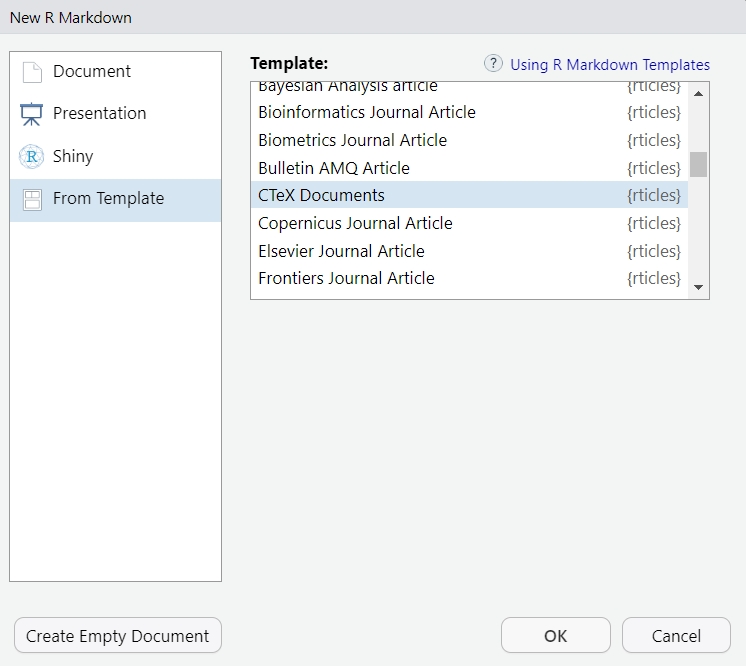 New R Markdown
Document
Presentation
Shiny
From Template
Template:
? Using R Markdown Templates
Bayesian Analysis article {rticles}
Bioinformatics Journal Article {rticles}
Biometrics Journal Article {rticles}
Bulletin AMQ Article {rticles}
CTeX Documents {rticles}
Copernicus Journal Article {rticles}
Elsevier Journal Article {rticles}
Frontiers Journal Article {rticles}
Create Empty Document
OK
Cancel